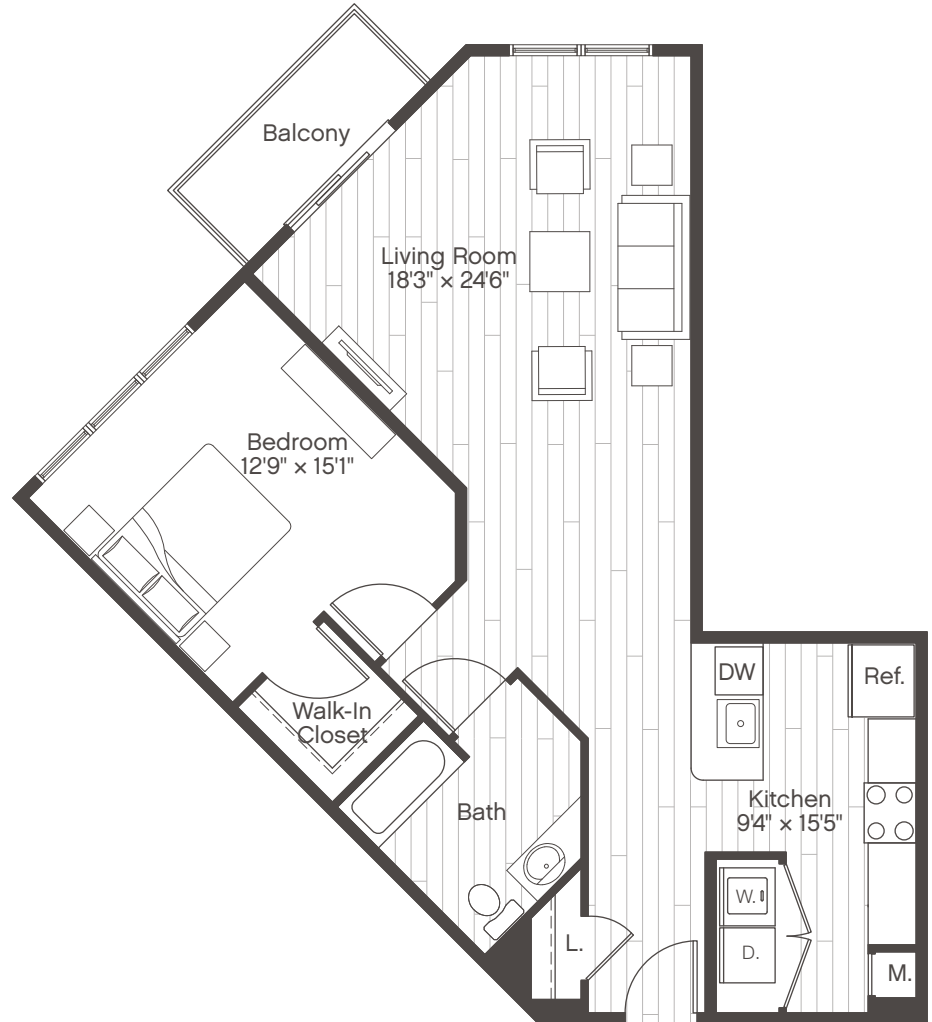 Balcony
Living Room
18'3" × 24'6"
Bedroom
12'9" × 15'1"
DW
Ref.
Walk-In
Closet
Kitchen
9'4" × 15'5"
Bath
W.
L.
D.
M.